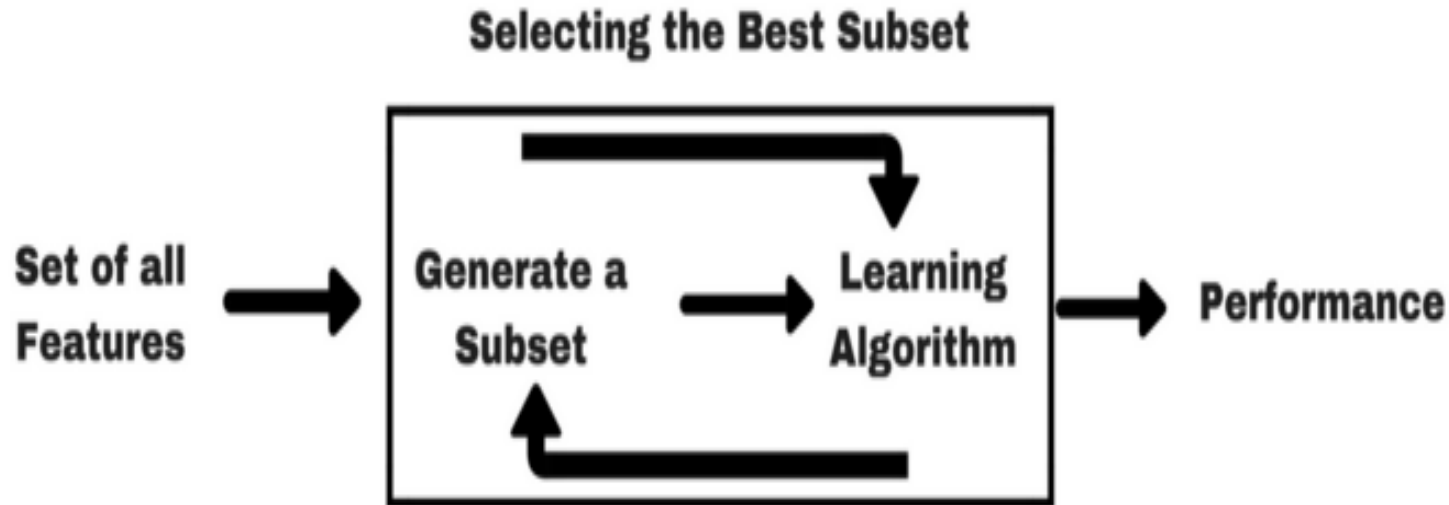 Selecting the Best Subset
Set of all
Features
Generate a
Subset
Learning
Algorithm
Performance